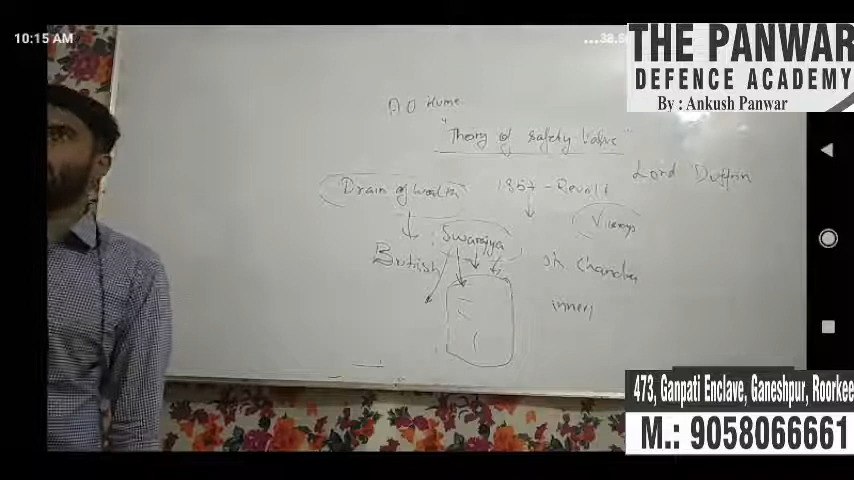 10:15 AM
THE PANWAR
DEFENCE ACADEMY
By : Ankush Panwar
A O Hume
"Theory of safety Valve"
Lord Duffrin
Drain of wealth
1857 - Revolt
Viceroy
Swarajya
British
Chandra
473, Ganpati Enclave, Ganeshpur, Roorkee
M.: 9058066661